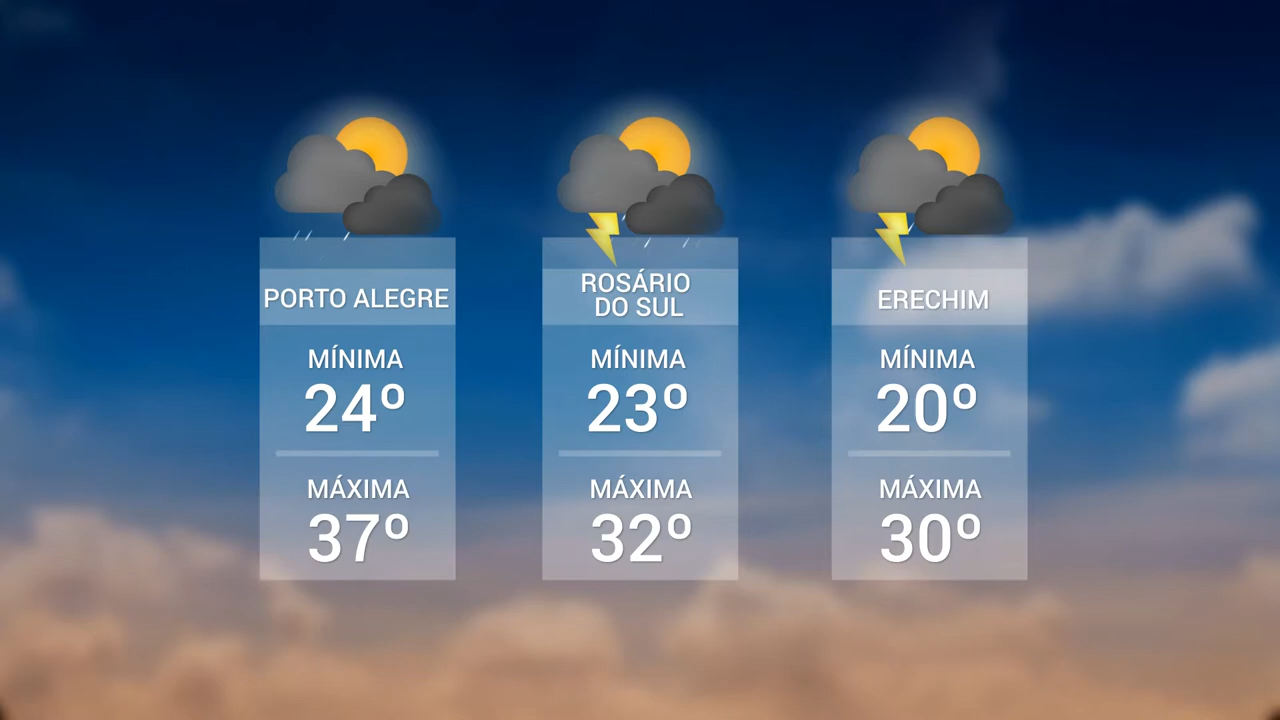 PORTO ALEGRE
MÍNIMA
24º
MÁXIMA
37º
ROSÁRIO
DO SUL
MÍNIMA
23º
MÁXIMA
32º
ERECHIM
MÍNIMA
20º
MÁXIMA
30º